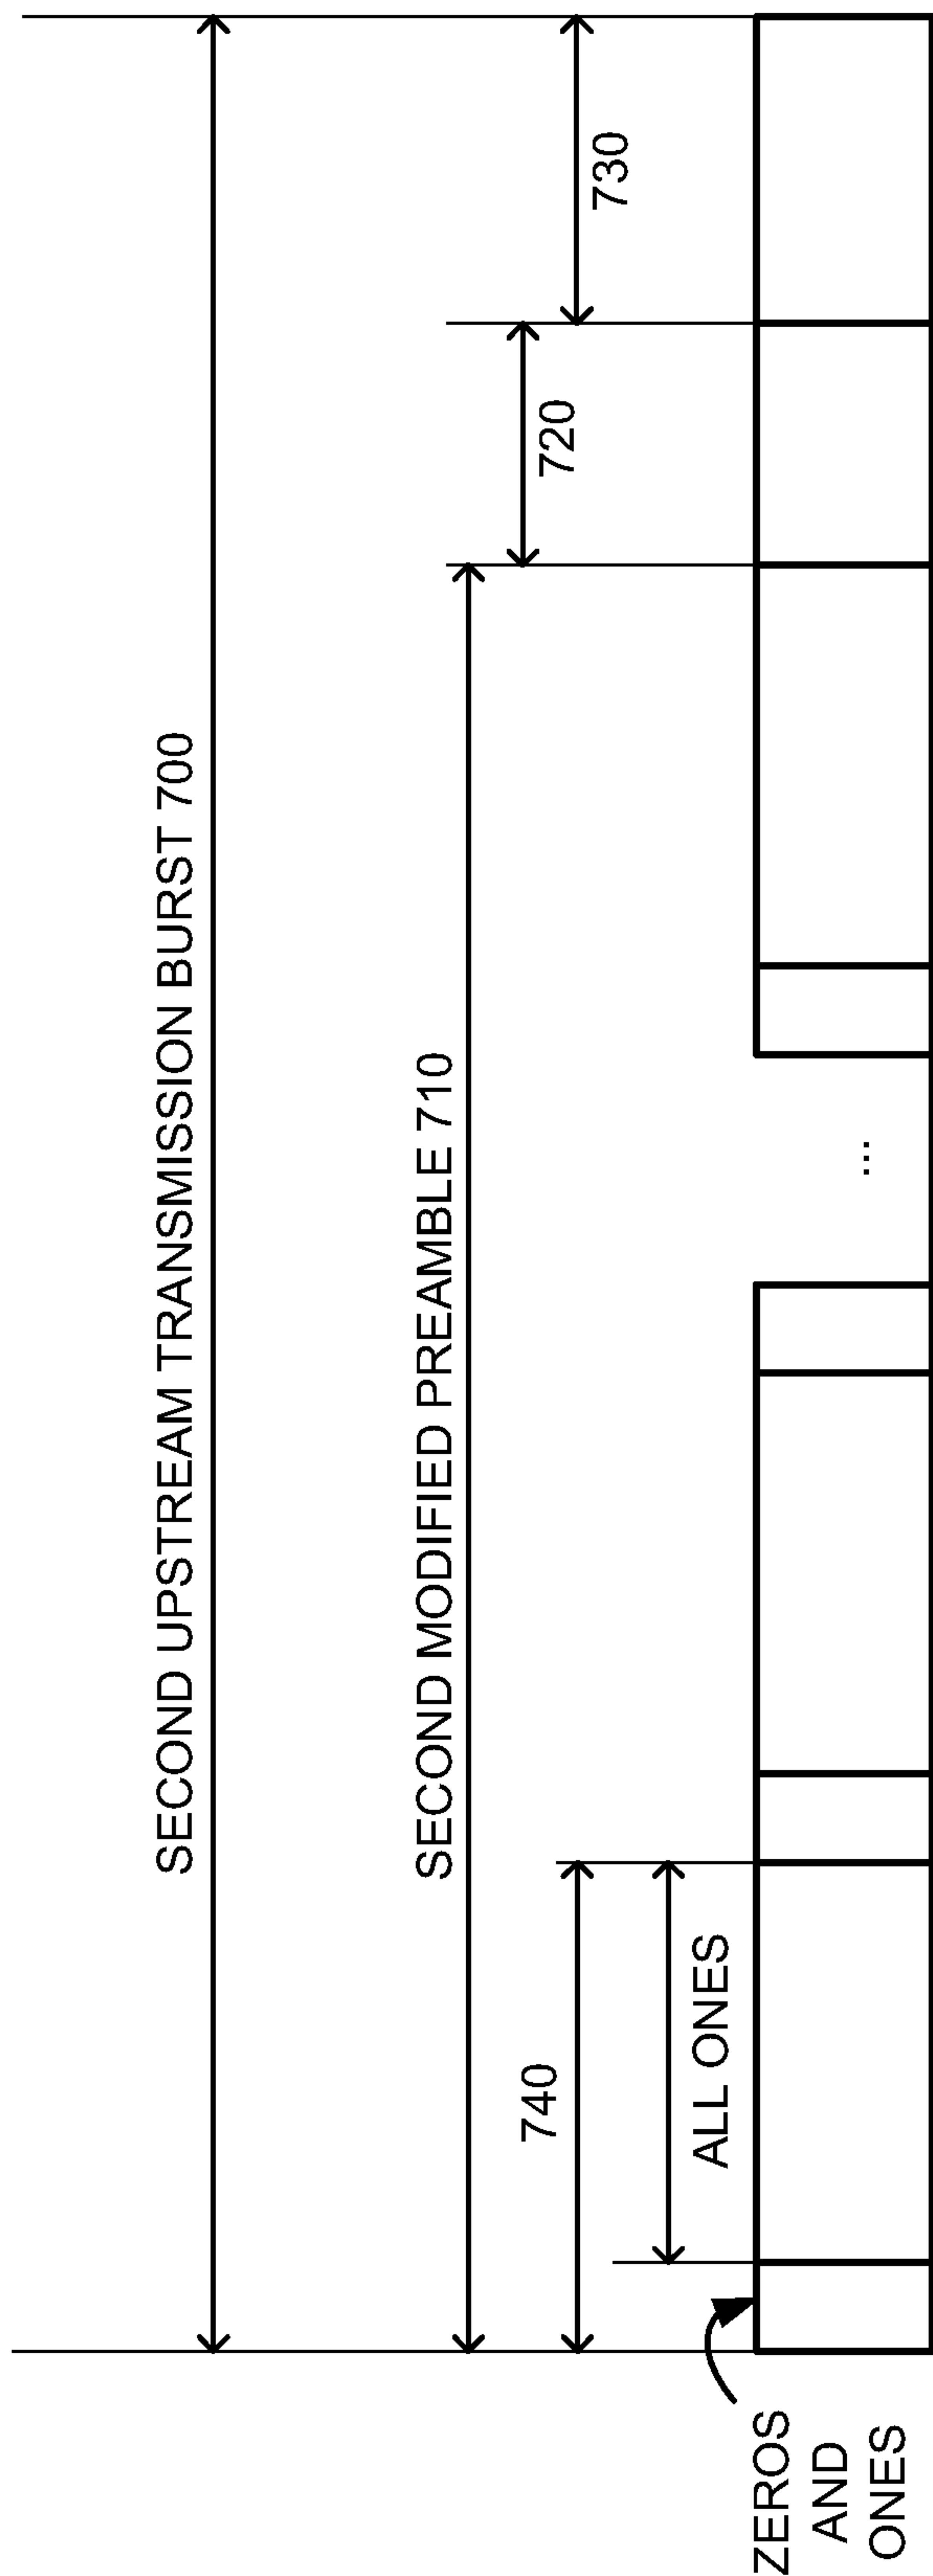 SECOND UPSTREAM TRANSMISSION BURST 700
SECOND MODIFIED PREAMBLE 710
720
730
740
ALL ONES
ZEROS
AND
ONES
...